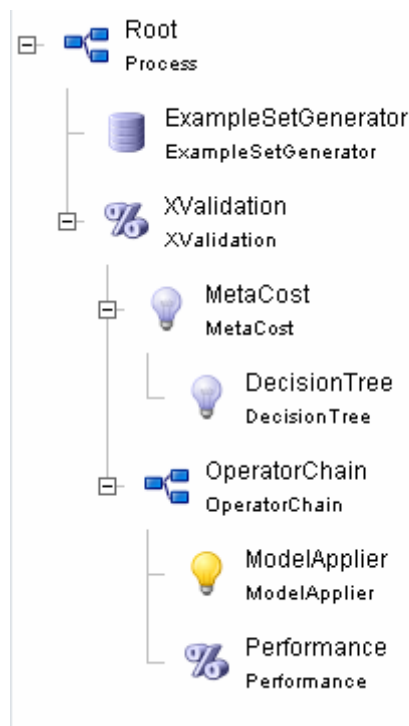 Root
Process
ExampleSetGenerator
ExampleSetGenerator
XValidation
XValidation
MetaCost
MetaCost
DecisionTree
DecisionTree
OperatorChain
OperatorChain
ModelApplier
ModelApplier
Performance
Performance